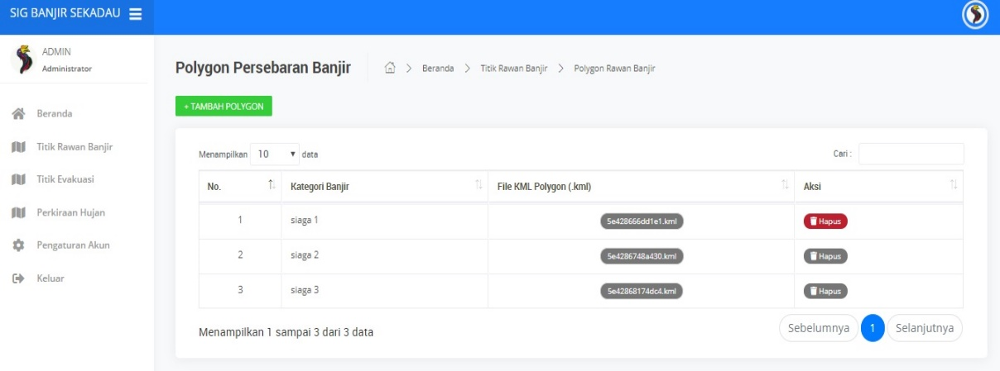 SIG BANJIR SEKADAU
ADMIN
Administrator
Beranda
Titik Rawan Banjir
Titik Evakuasi
Perkiraan Hujan
Pengaturan Akun
Keluar
Polygon Persebaran Banjir > Beranda > Titik Rawan Banjir > Polygon Rawan Banjir
+ TAMBAH POLYGON
Menampilkan 10 data Cari :
No. Kategori Banjir File KML Polygon (.kml) Aksi
1 siaga 1 5e428666dd1e1.kml Hapus
2 siaga 2 5e4286748a430.kml Hapus
3 siaga 3 5e42868174dc4.kml Hapus
Menampilkan 1 sampai 3 dari 3 data Sebelumnya 1 Selanjutnya